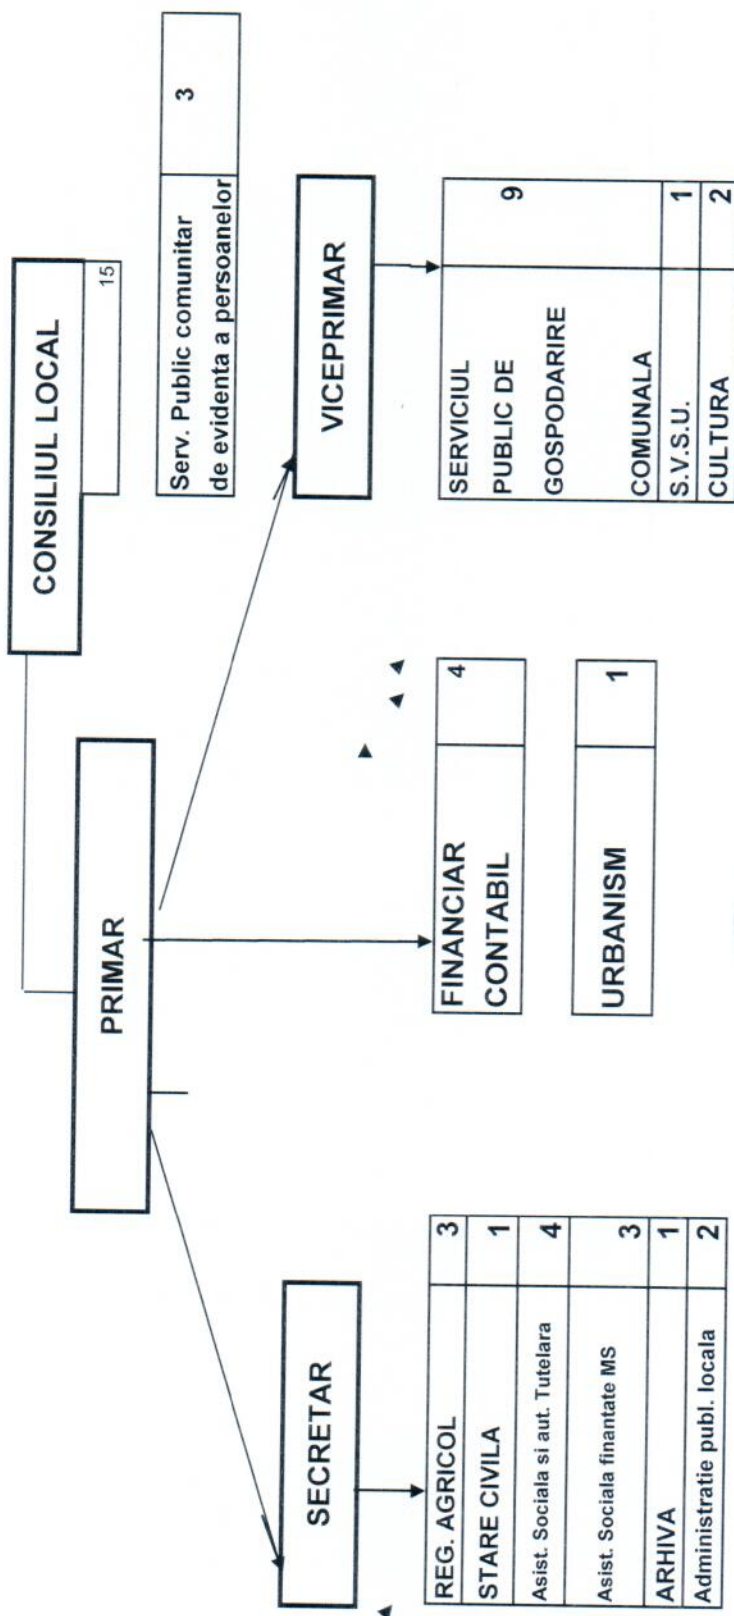 CONSILIUL LOCAL
15
PRIMAR
Serv. Public comunitar
de evidenta a persoanelor
3
SECRETAR
VICEPRIMAR
REG. AGRICOL 3
STARE CIVILA 1
Asist. Sociala si aut. Tutelara 4
Asist. Sociala finantate MS 3
ARHIVA 1
Administratie publ. locala 2
FINANCIAR
CONTABIL
4
URBANISM 1
SERVICIUL
PUBLIC DE
9
GOSPODARIRE
COMUNALA
S.V.S.U. 1
CULTURA 2